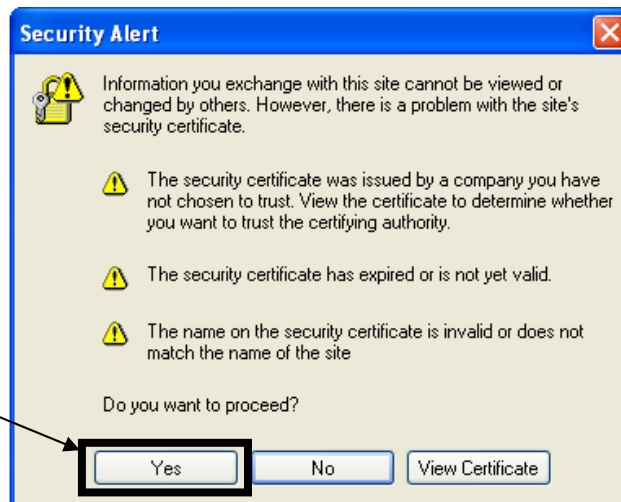 Security Alert
Information you exchange with this site cannot be viewed or
changed by others. However, there is a problem with the site's
security certificate.
The security certificate was issued by a company you have
not chosen to trust. View the certificate to determine whether
you want to trust the certifying authority.
The security certificate has expired or is not yet valid.
The name on the security certificate is invalid or does not
match the name of the site
Do you want to proceed?
Yes No View Certificate